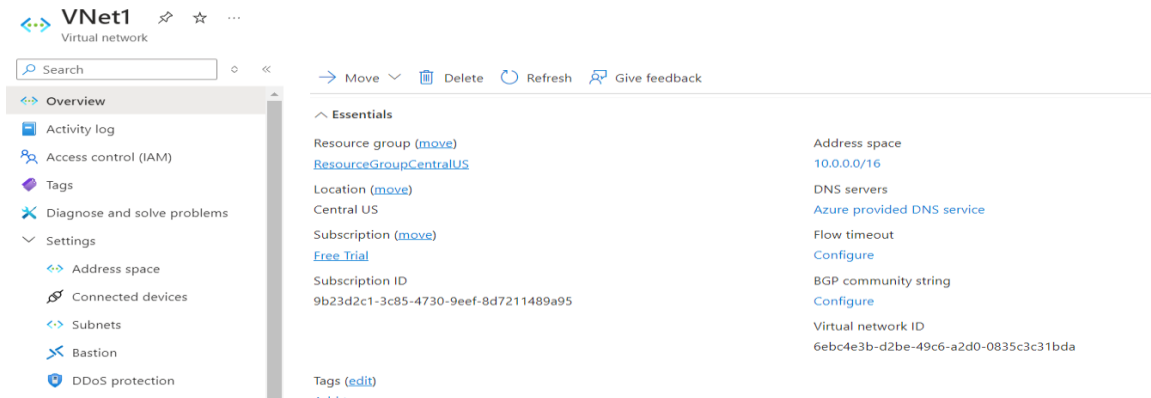 VNet1
Virtual network
Search
Overview
Activity log
Access control (IAM)
Tags
Diagnose and solve problems
Settings
Address space
Connected devices
Subnets
Bastion
DDoS protection
Move
Delete
Refresh
Give feedback
Essentials
Resource group (move)
ResourceGroupCentralUS
Location (move)
Central US
Subscription (move)
Free Trial
Subscription ID
9b23d2c1-3c85-4730-9eef-8d7211489a95
Address space
10.0.0.0/16
DNS servers
Azure provided DNS service
Flow timeout
Configure
BGP community string
Configure
Virtual network ID
6ebc4e3b-d2be-49c6-a2d0-0835c3c31bda
Tags (edit)